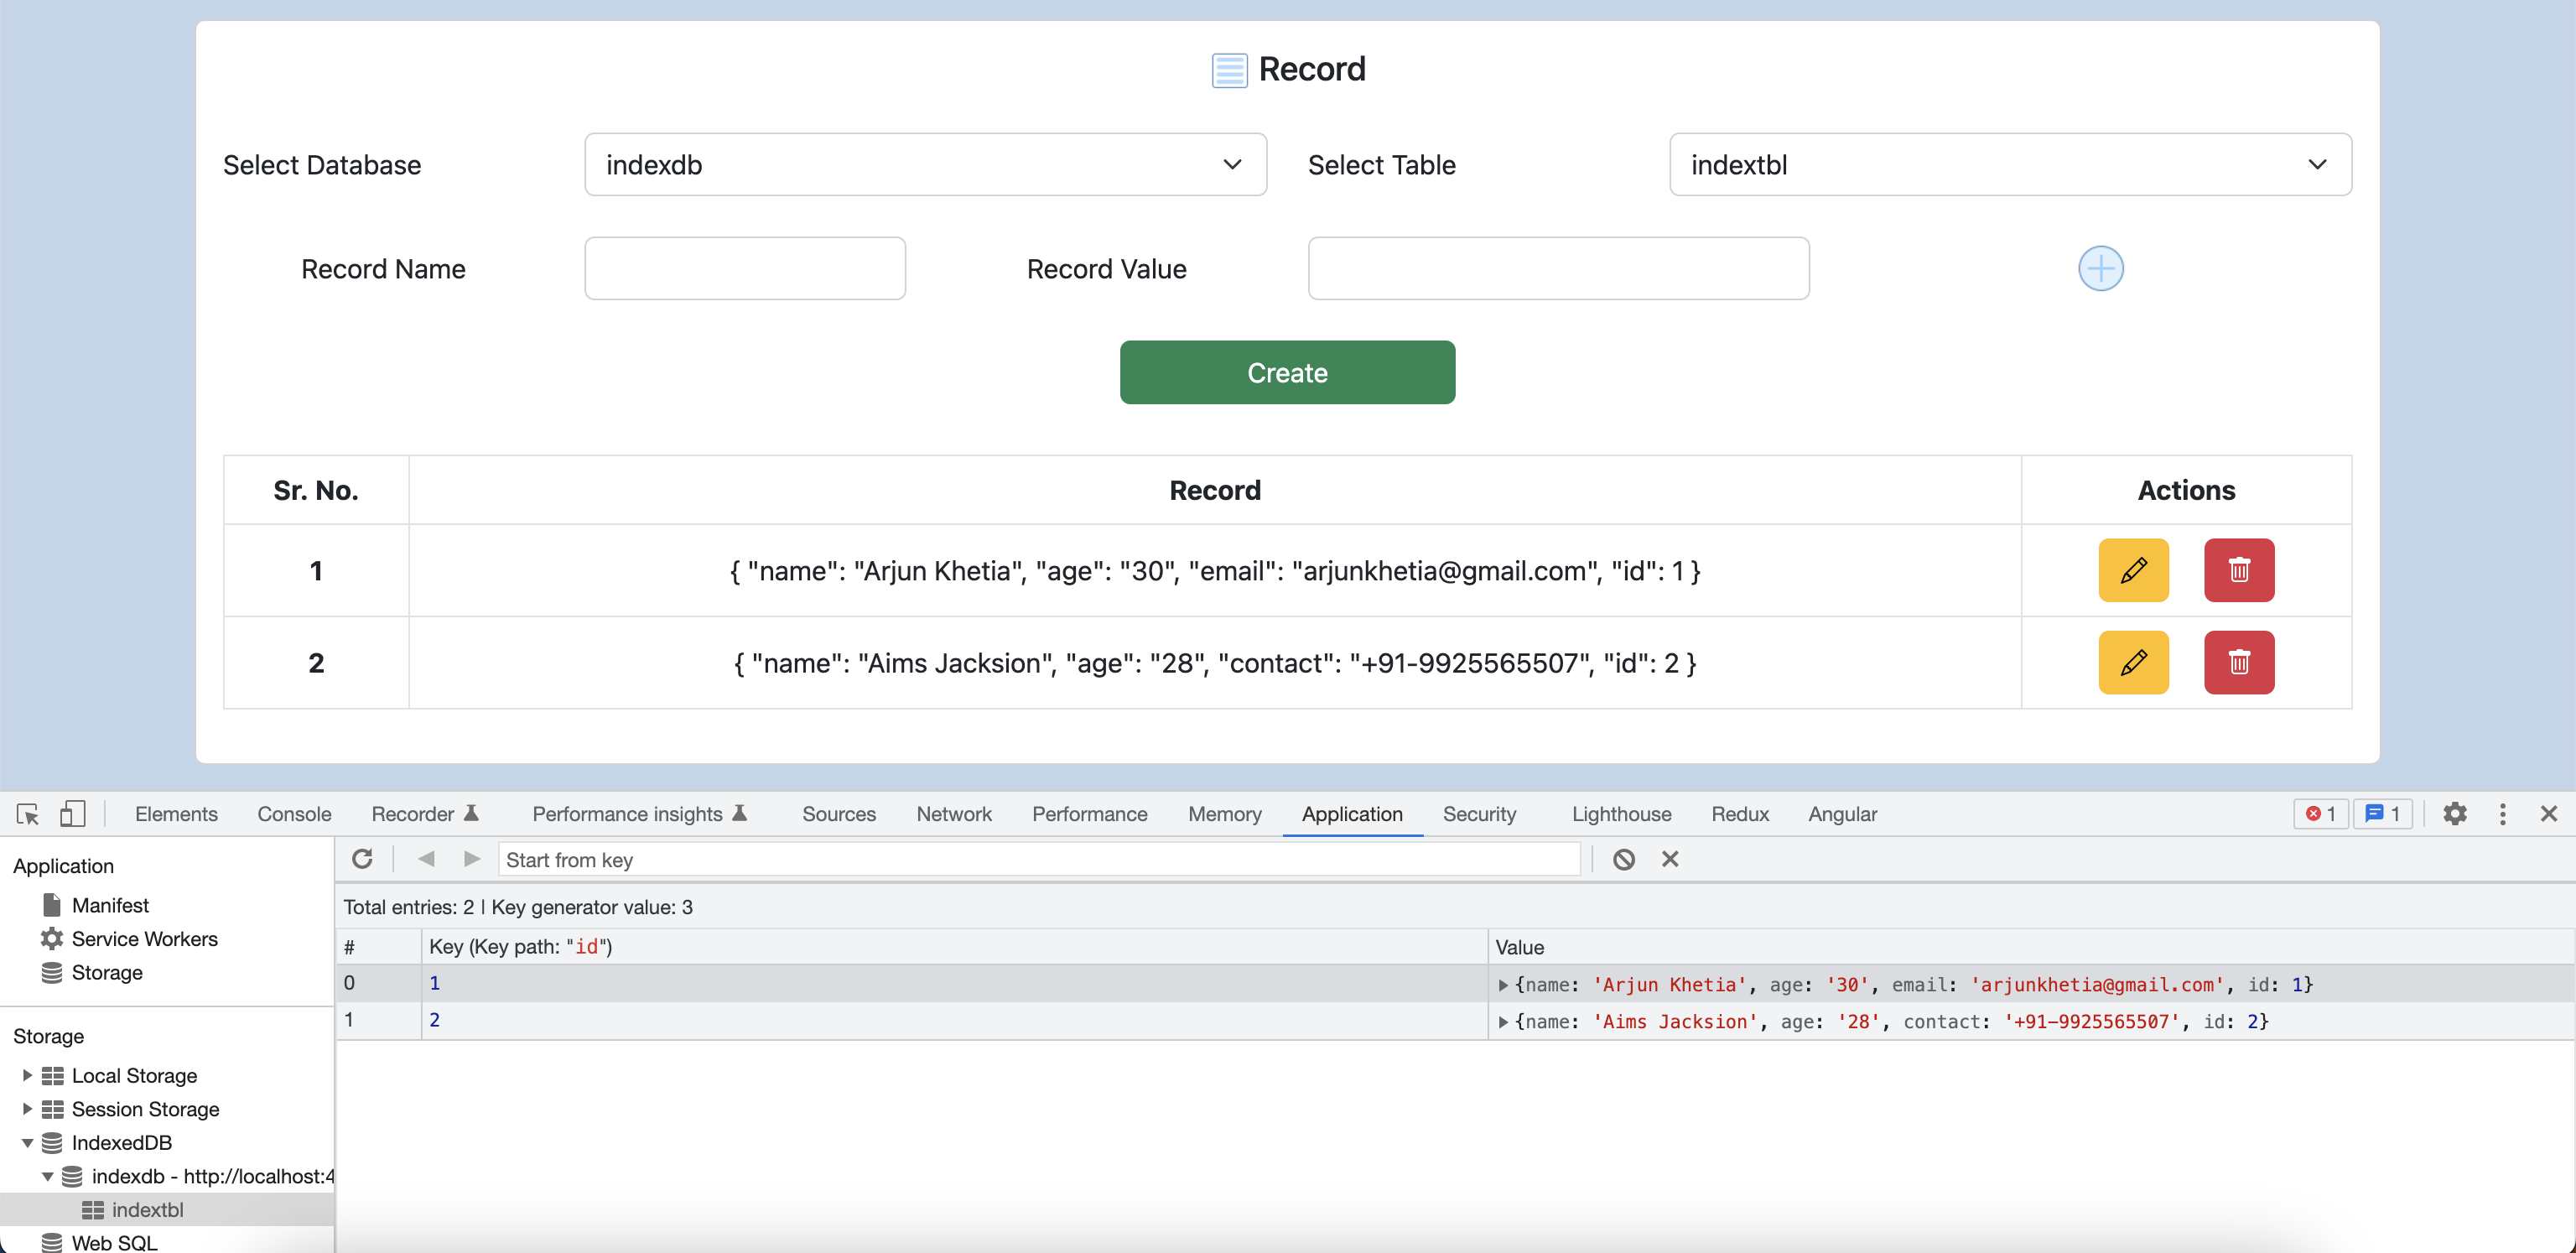 Record
Select Database indexdb Select Table indextbl
Record Name Record Value
Create
Sr. No. Record Actions
1 { "name": "Arjun Khetia", "age": "30", "email": "arjunkhetia@gmail.com", "id": 1 }
2 { "name": "Aims Jacksion", "age": "28", "contact": "+91-9925565507", "id": 2 }
Elements Console Recorder Performance insights Sources Network Performance Memory Application Security Lighthouse Redux Angular 1 1
Application
Manifest
Service Workers
Storage
Storage
Local Storage
Session Storage
IndexedDB
indexdb - http://localhost:4
indextbl
Web SQL
Start from key
Total entries: 2 | Key generator value: 3
# Key (Key path: "id") Value
0 1 {name: 'Arjun Khetia', age: '30', email: 'arjunkhetia@gmail.com', id: 1}
1 2 {name: 'Aims Jacksion', age: '28', contact: '+91-9925565507', id: 2}